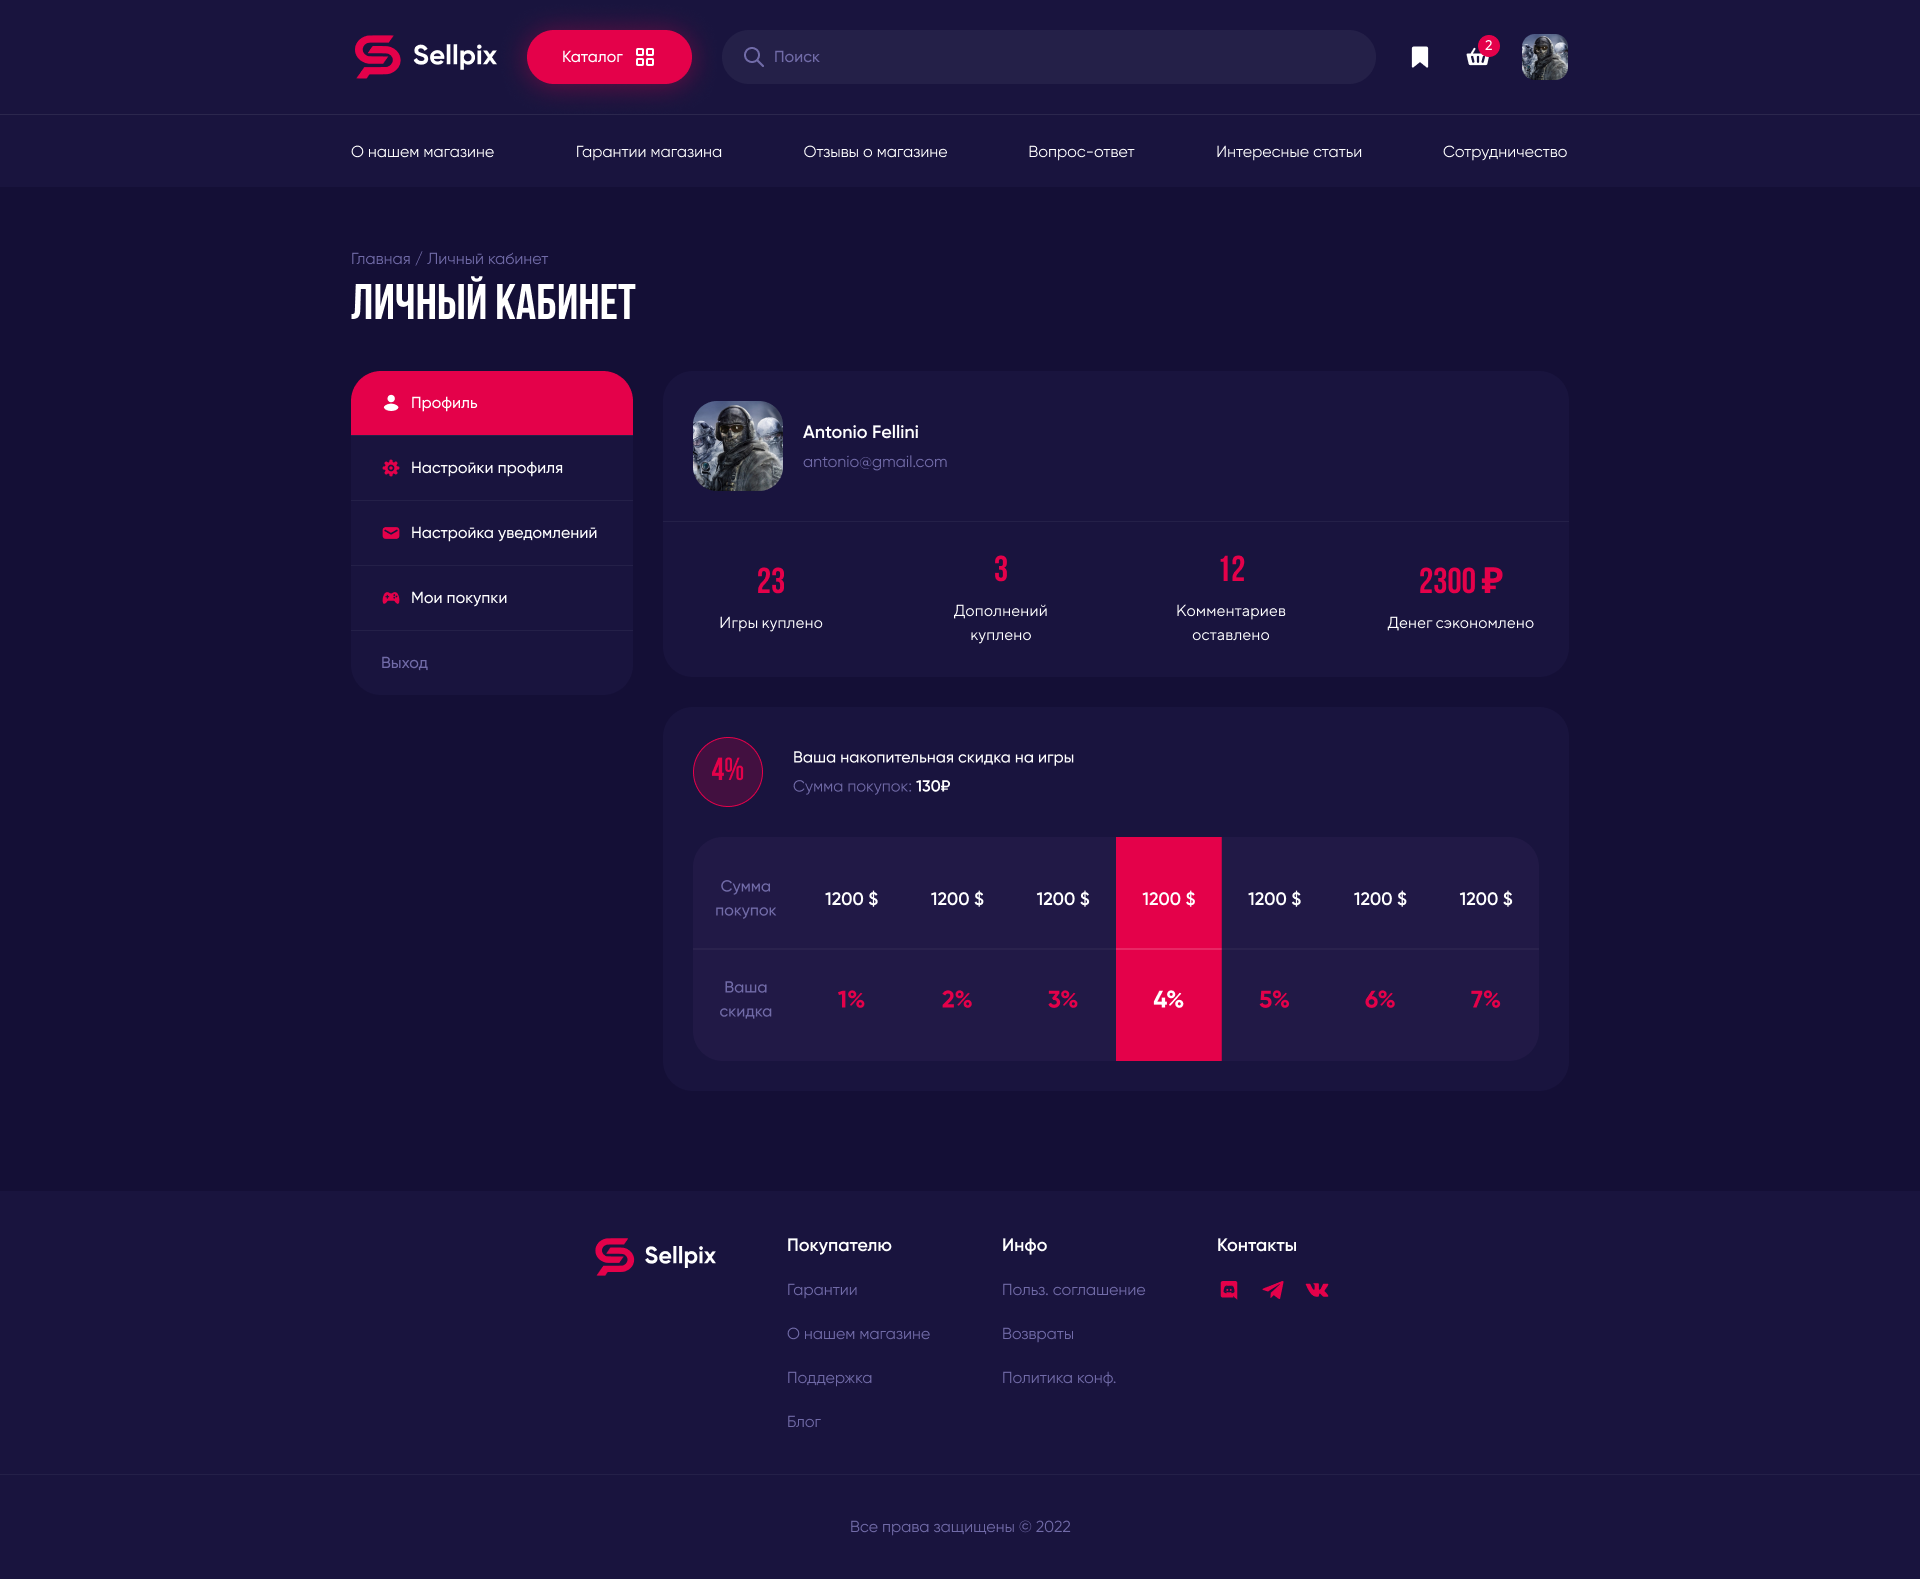 Sellpix
Каталог
Поиск
2
О нашем магазине
Гарантии магазина
Отзывы о магазине
Вопрос-ответ
Интересные статьи
Сотрудничество
Главная / Личный кабинет
ЛИЧНЫЙ КАБИНЕТ
Профиль
Настройки профиля
Настройка уведомлений
Мои покупки
Выход
Antonio Fellini
antonio@gmail.com
23
Игры куплено
3
Дополнений
куплено
12
Комментариев
оставлено
2300 ₽
Денег сэкономлено
4%
Ваша накопительная скидка на игры
Сумма покупок: 130₽
Сумма
покупок
1200 $ 1200 $ 1200 $ 1200 $ 1200 $ 1200 $ 1200 $
Ваша
скидка
1% 2% 3% 4% 5% 6% 7%
Sellpix
Покупателю
Гарантии
О нашем магазине
Поддержка
Блог
Инфо
Польз. соглашение
Возвраты
Политика конф.
Контакты
Все права защищены © 2022